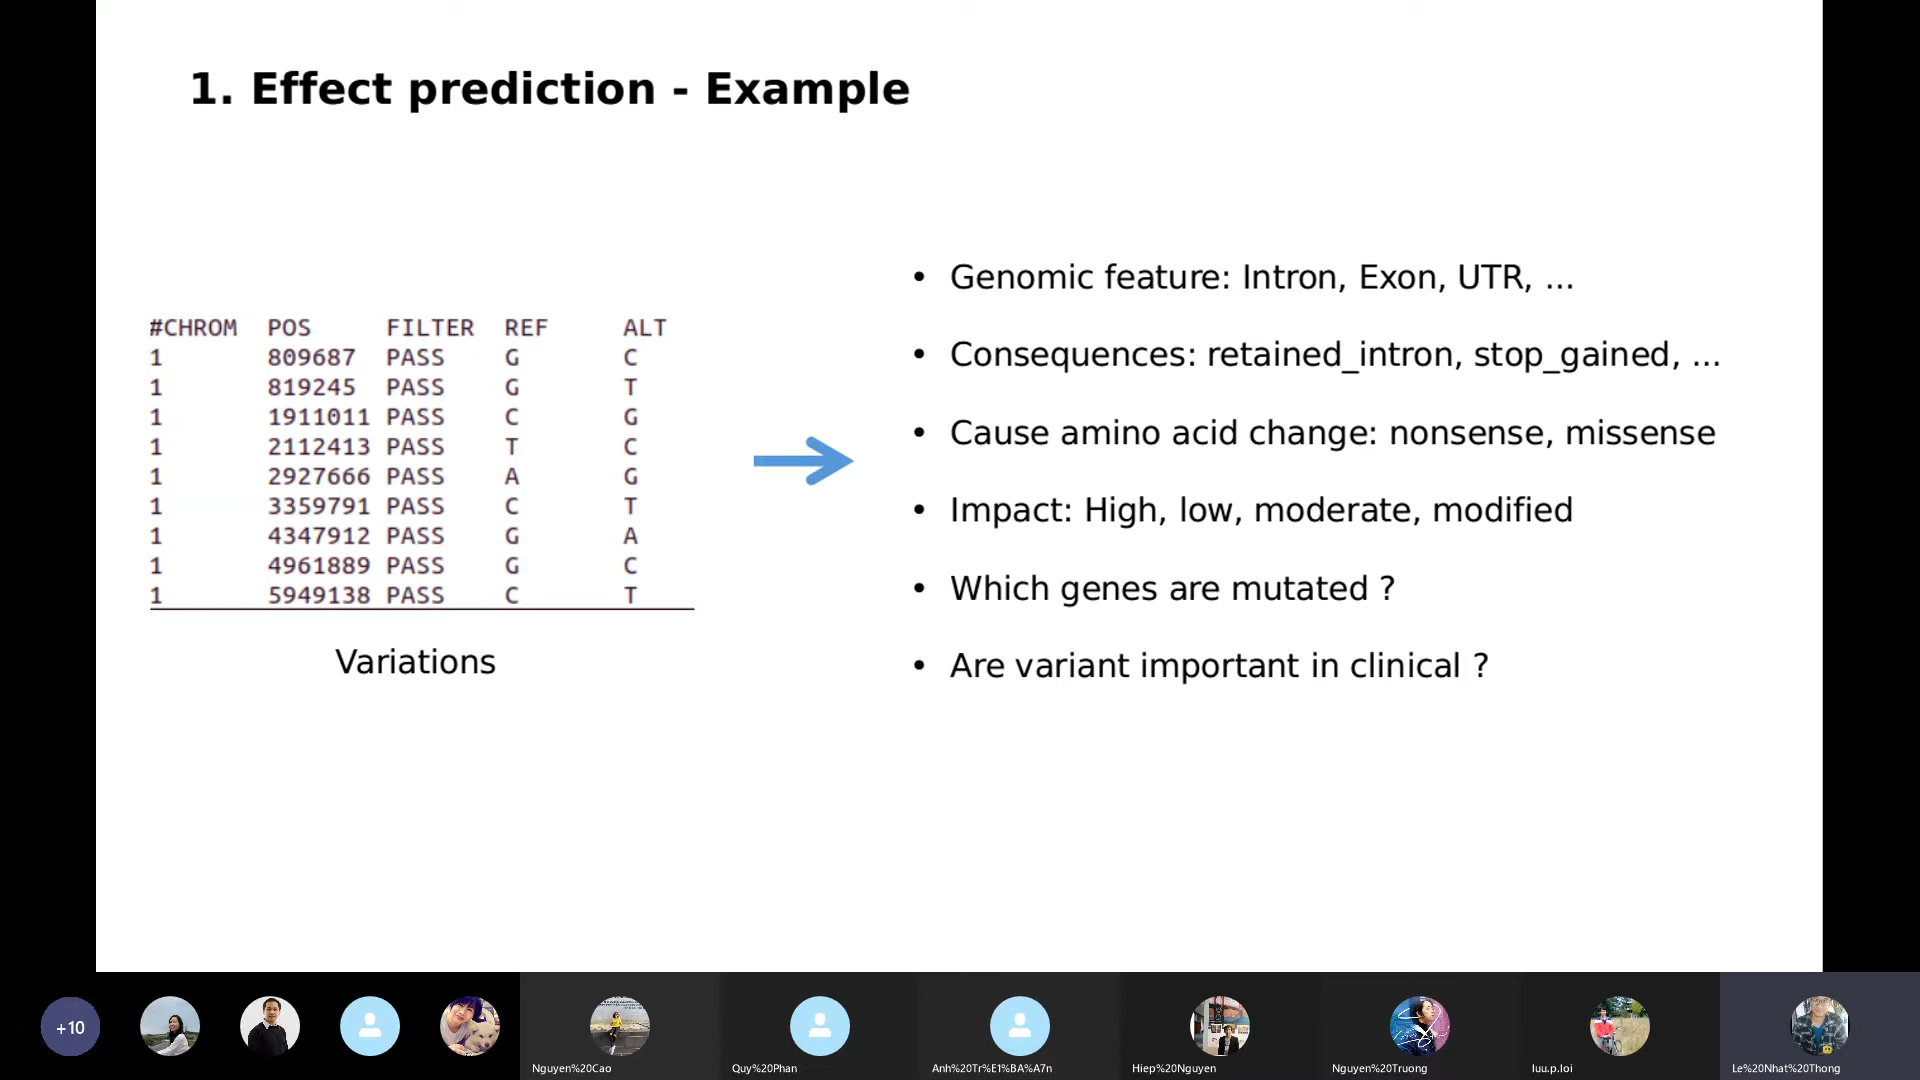 1. Effect prediction - Example
#CHROM POS FILTER REF ALT
1 809687 PASS G C
1 819245 PASS G T
1 1911011 PASS C G
1 2112413 PASS T C
1 2927666 PASS A G
1 3359791 PASS C T
1 4347912 PASS G A
1 4961889 PASS G C
1 5949138 PASS C T
Variations
• Genomic feature: Intron, Exon, UTR, ...
• Consequences: retained_intron, stop_gained, ...
• Cause amino acid change: nonsense, missense
• Impact: High, low, moderate, modified
• Which genes are mutated ?
• Are variant important in clinical ?
+10
Nguyen%20Cao
Quy%20Phan
Anh%20Tr%E1%BA%A7n
Hiep%20Nguyen
Nguyen%20Truong
luu.p.loi
Le%20Nhat%20Thong